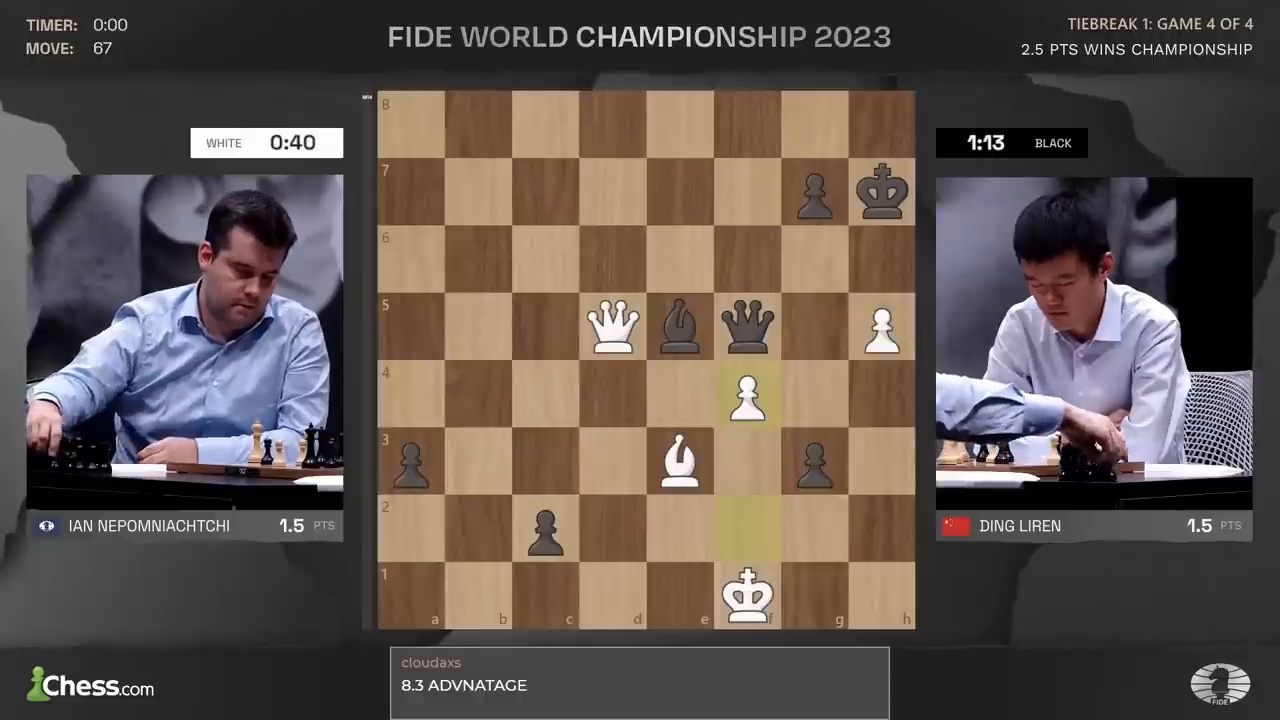 TIMER: 0:00
MOVE: 67
FIDE WORLD CHAMPIONSHIP 2023
TIEBREAK 1: GAME 4 OF 4
2.5 PTS WINS CHAMPIONSHIP
WHITE 0:40
1:13 BLACK
8
7
6
5
4
3
2
1
a b c d e f g h
IAN NEPOMNIACHTCHI 1.5 PTS
DING LIREN 1.5 PTS
cloudaxs
8.3 ADVNATAGE
Chess.com
FIDE